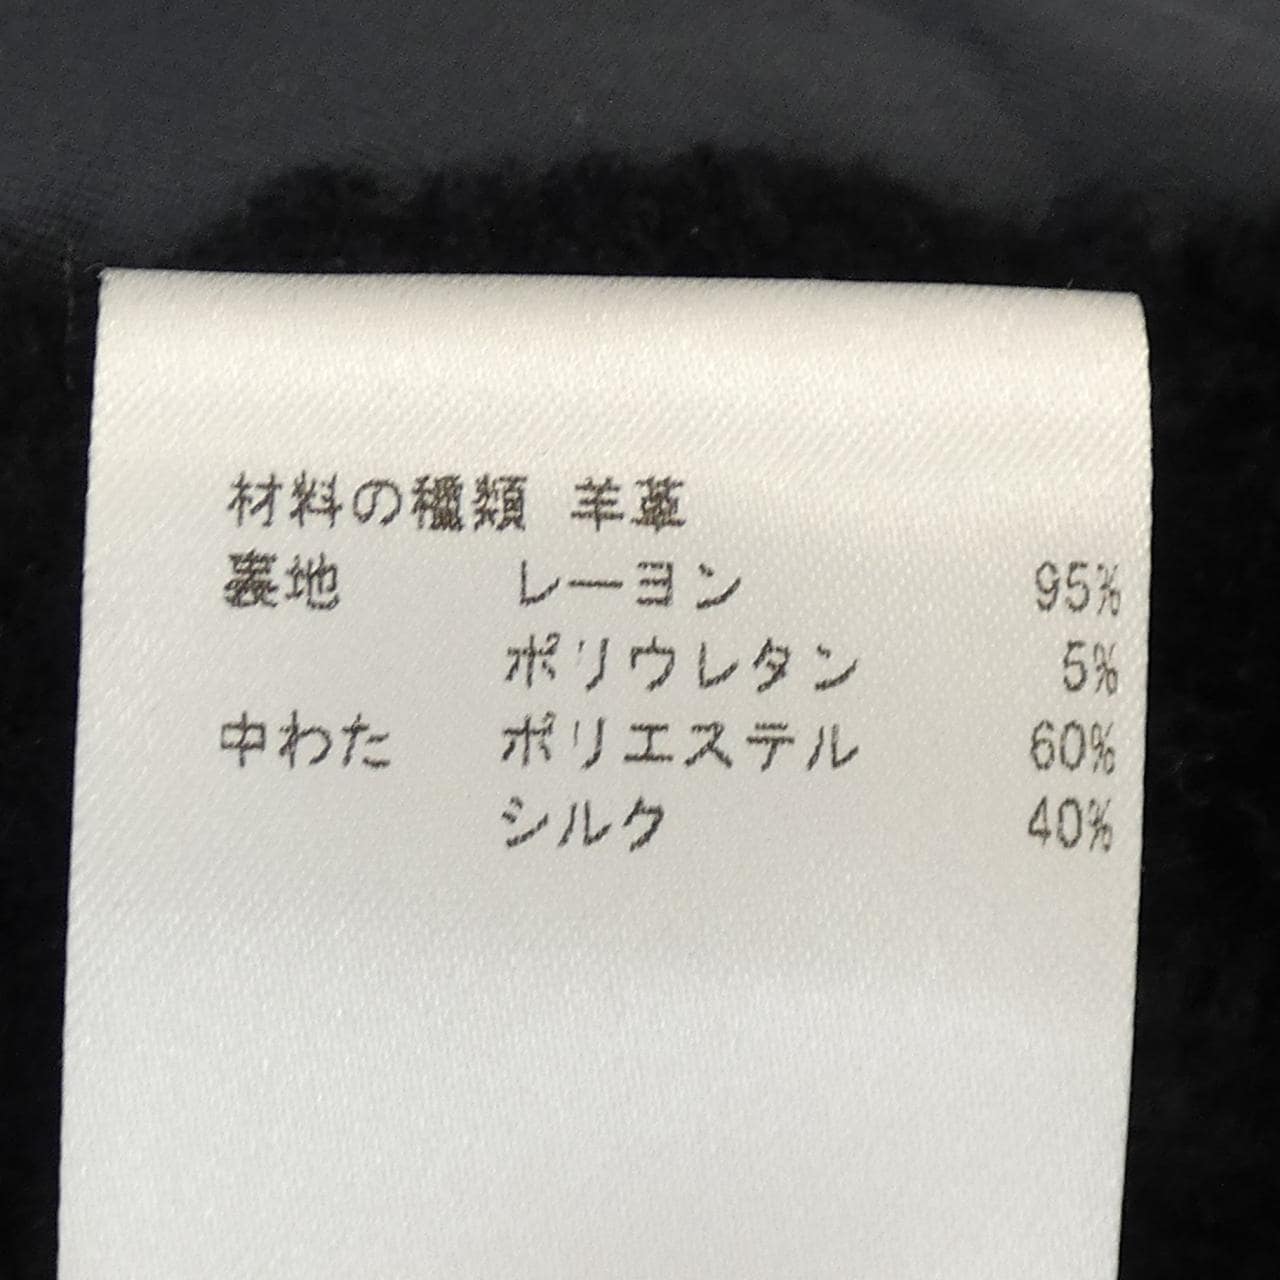 材料の種類 羊革
裏地 レーヨン 95%
ポリウレタン 5%
中わた ポリエステル 60%
シルク 40%